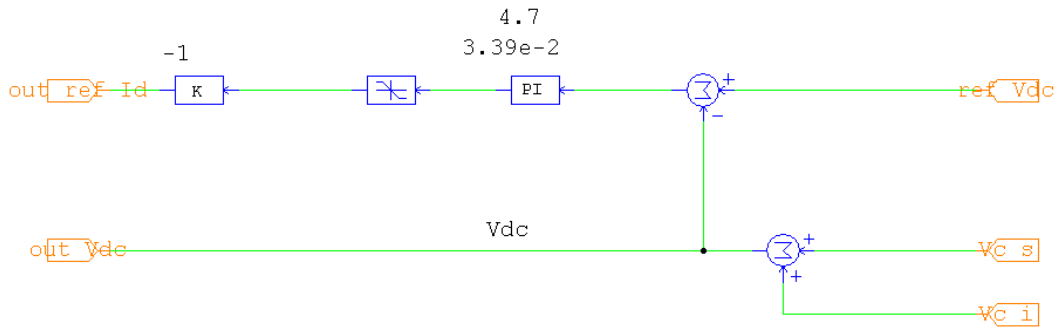 4.7
-1
3.39e-2
out ref Id
K
PI
Σ
+
-
ref Vdc
Vdc
out Vdc
Σ
+
+
Vc s
Vc i